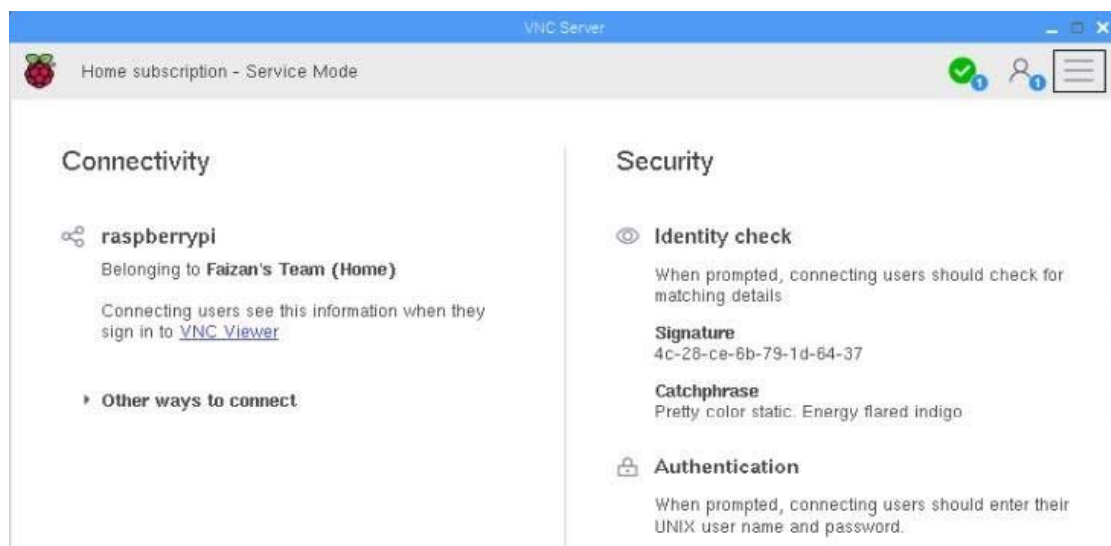 VNC Server
Home subscription - Service Mode
1
1
Connectivity
raspberrypi
Belonging to Faizan's Team (Home)
Connecting users see this information when they
sign in to VNC Viewer
Other ways to connect
Security
Identity check
When prompted, connecting users should check for
matching details
Signature
4c-28-ce-6b-79-1d-64-37
Catchphrase
Pretty color static. Energy flared indigo
Authentication
When prompted, connecting users should enter their
UNIX user name and password.